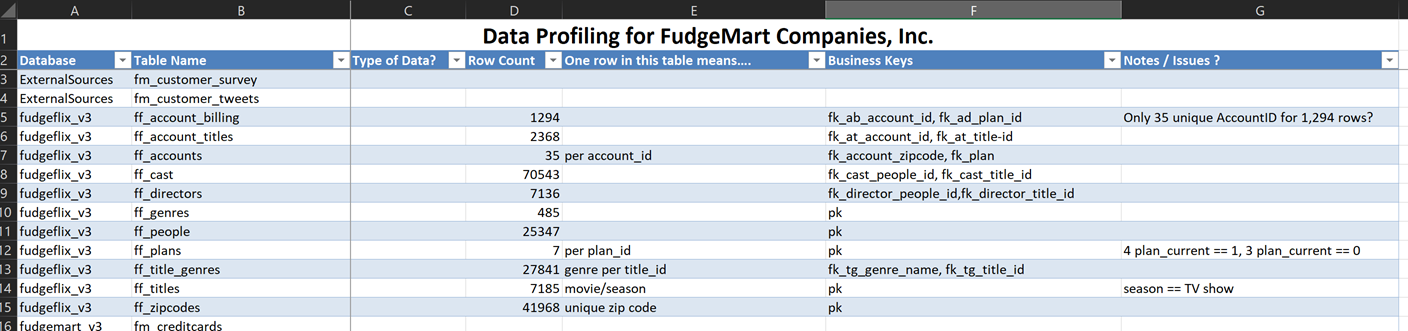 A B C D E F G
1 Data Profiling for FudgeMart Companies, Inc.
2 Database Table Name Type of Data? Row Count One row in this table means.... Business Keys Notes / Issues ?
3 ExternalSources fm_customer_survey
4 ExternalSources fm_customer_tweets
5 fudgeflix_v3 ff_account_billing 1294 fk_ab_account_id, fk_ad_plan_id Only 35 unique AccountID for 1,294 rows?
6 fudgeflix_v3 ff_account_titles 2368 fk_at_account_id, fk_at_title-id
7 fudgeflix_v3 ff_accounts 35 per account_id fk_account_zipcode, fk_plan
8 fudgeflix_v3 ff_cast 70543 fk_cast_people_id, fk_cast_title_id
9 fudgeflix_v3 ff_directors 7136 fk_director_people_id,fk_director_title_id
10 fudgeflix_v3 ff_genres 485 pk
11 fudgeflix_v3 ff_people 25347 pk
12 fudgeflix_v3 ff_plans 7 per plan_id pk 4 plan_current == 1, 3 plan_current == 0
13 fudgeflix_v3 ff_title_genres 27841 genre per title_id fk_tg_genre_name, fk_tg_title_id
14 fudgeflix_v3 ff_titles 7185 movie/season pk season == TV show
15 fudgeflix_v3 ff_zipcodes 41968 unique zip code pk
16 fudgemart_v3 fm_creditcards